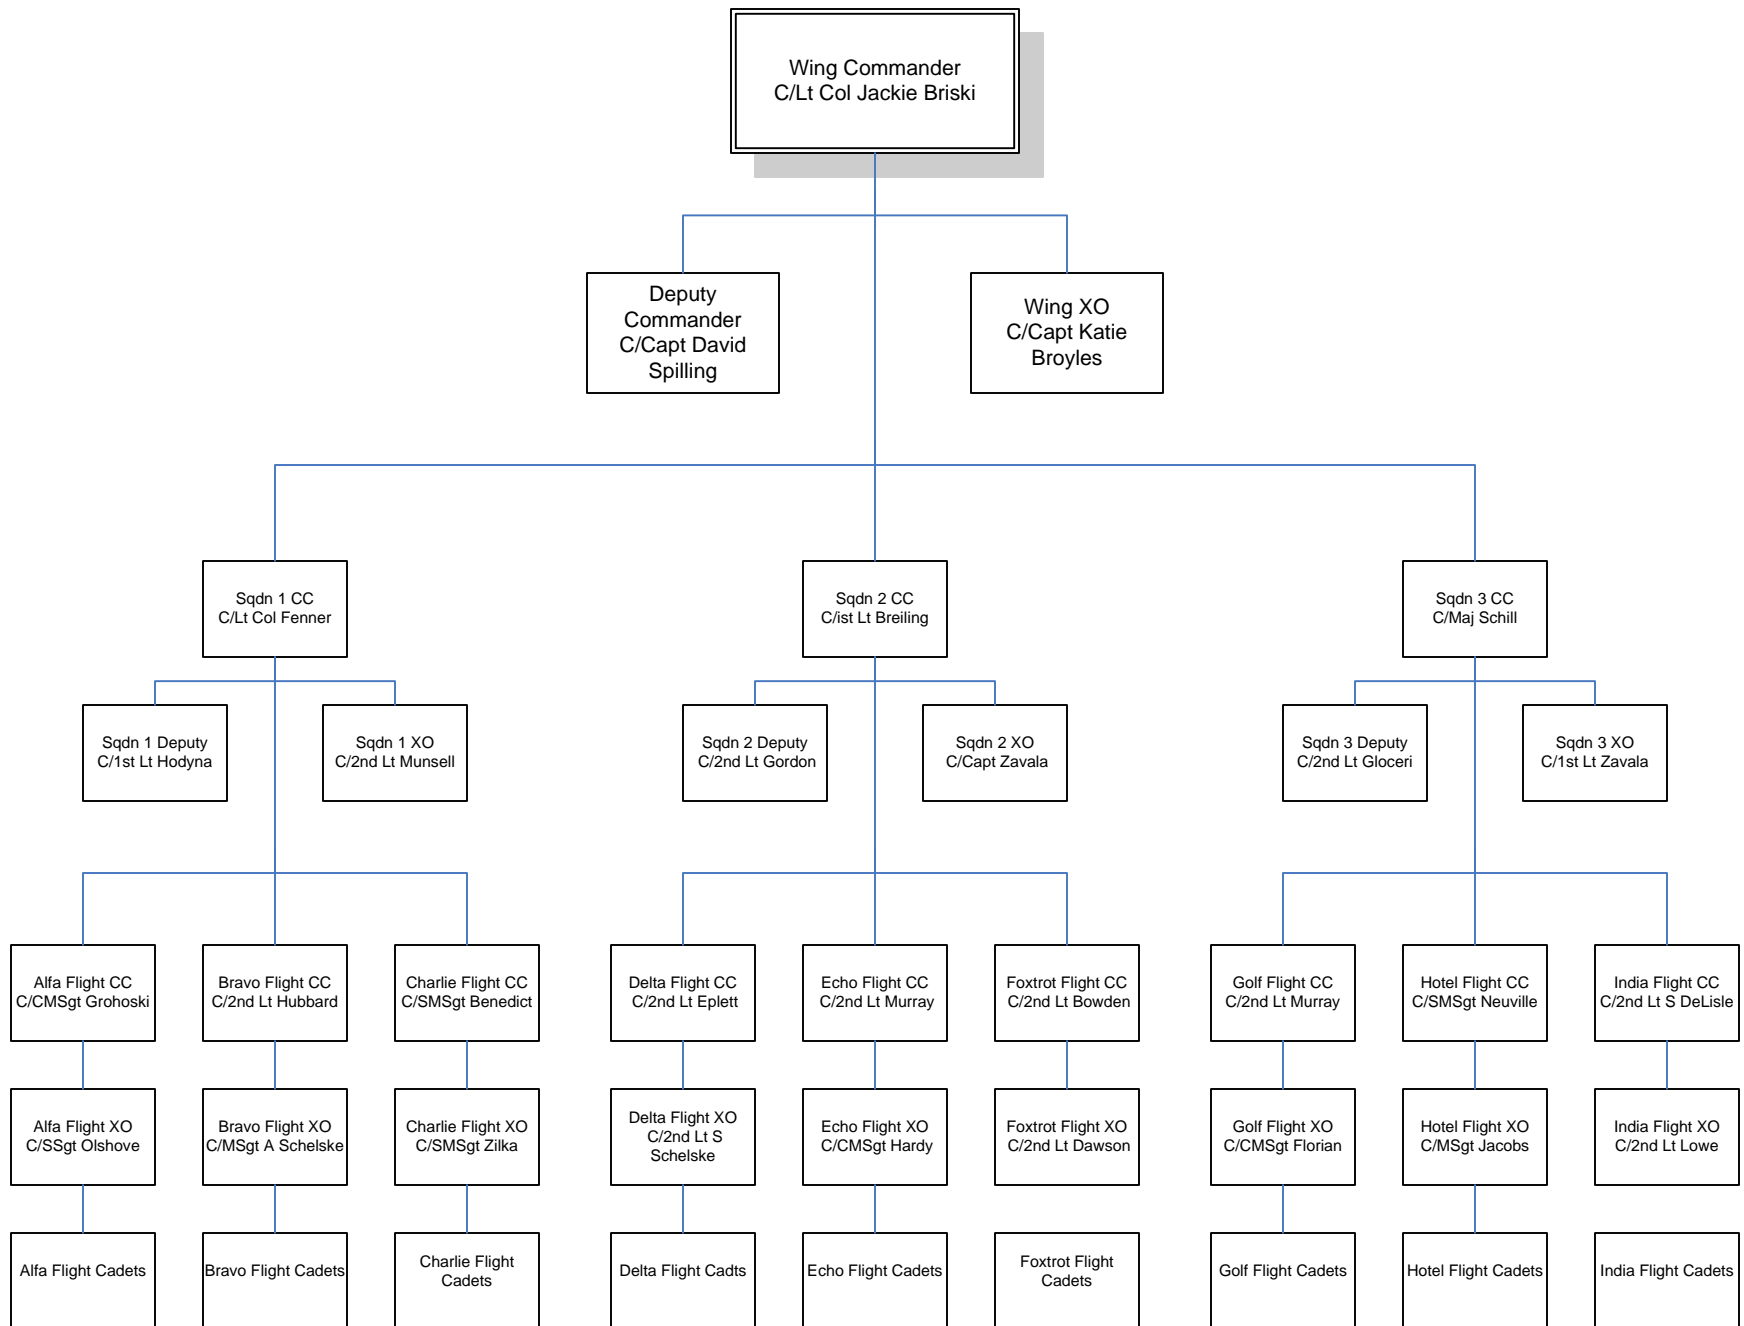 Wing Commander
C/Lt Col Jackie Briski
Deputy
Commander
C/Capt David
Spilling
Wing XO
C/Capt Katie
Broyles
Sqdn 1 CC
C/Lt Col Fenner
Sqdn 2 CC
C/ist Lt Breiling
Sqdn 3 CC
C/Maj Schill
Sqdn 1 Deputy
C/1st Lt Hodyna
Sqdn 1 XO
C/2nd Lt Munsell
Sqdn 2 Deputy
C/2nd Lt Gordon
Sqdn 2 XO
C/Capt Zavala
Sqdn 3 Deputy
C/2nd Lt Gloceri
Sqdn 3 XO
C/1st Lt Zavala
Alfa Flight CC
C/CMSgt Grohoski
Bravo Flight CC
C/2nd Lt Hubbard
Charlie Flight CC
C/SMSgt Benedict
Delta Flight CC
C/2nd Lt Eplett
Echo Flight CC
C/2nd Lt Murray
Foxtrot Flight CC
C/2nd Lt Bowden
Golf Flight CC
C/2nd Lt Murray
Hotel Flight CC
C/SMSgt Neuville
India Flight CC
C/2nd Lt S DeLisle
Alfa Flight XO
C/SSgt Olshove
Bravo Flight XO
C/MSgt A Schelske
Charlie Flight XO
C/SMSgt Zilka
Delta Flight XO
C/2nd Lt S
Schelske
Echo Flight XO
C/CMSgt Hardy
Foxtrot Flight XO
C/2nd Lt Dawson
Golf Flight XO
C/CMSgt Florian
Hotel Flight XO
C/MSgt Jacobs
India Flight XO
C/2nd Lt Lowe
Alfa Flight Cadets
Bravo Flight Cadets
Charlie Flight
Cadets
Delta Flight Cadts
Echo Flight Cadets
Foxtrot Flight
Cadets
Golf Flight Cadets
Hotel Flight Cadets
India Flight Cadets